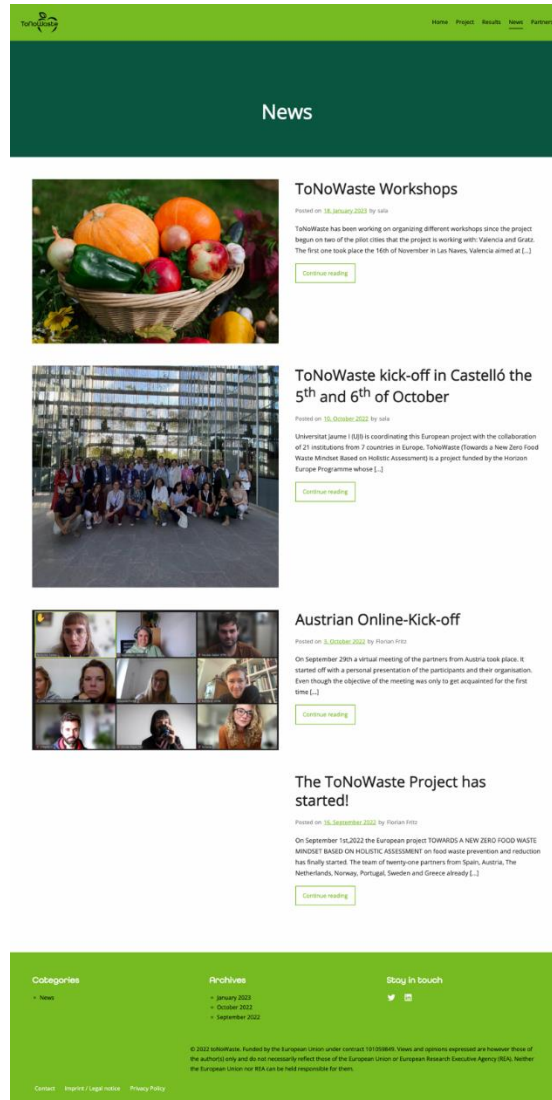 ToNoWaste
Home Project Results News Partners
News
ToNoWaste Workshops
Posted on 18. January 2023 by sala
ToNoWaste has been working on organizing different workshops since the project
begun on two of the pilot cities that the project is working with: Valencia and Gratz.
The first one took place the 16th of November in Las Naves, Valencia aimed at [...]
Continue reading
ToNoWaste kick-off in Castelló the
5th and 6th of October
Posted on 10. October 2022 by sala
Universitat Jaume I (UJI) is coordinating this European project with the collaboration
of 21 institutions from 7 countries in Europe, ToNoWaste (Towards a New Zero Food
Waste Mindset Based on Holistic Assessment) is a project funded by the Horizon
Europe Programme whose [...]
Continue reading
Austrian Online-Kick-off
Posted on 3. October 2022 by Florian Fritz
On September 29th a virtual meeting of the partners from Austria took place. It
started off with a personal presentation of the participants and their organisation.
Even though the objective of the meeting was only to get acquainted for the first
time [...]
Continue reading
The ToNoWaste Project has
started!
Posted on 16. September 2022 by Florian Fritz
On September 1st,2022 the European project TOWARDS A NEW ZERO FOOD WASTE
MINDSET BASED ON HOLISTIC ASSESSMENT on food waste prevention and reduction
has finally started. The team of twenty-one partners from Spain, Austria, The
Netherlands, Norway, Portugal, Sweden and Greece already [...]
Continue reading
Categories
News
Archives
January 2023
October 2022
September 2022
Stay in touch
© 2022 toNoWaste. Funded by the European Union under contract 101059849. Views and opinions expressed are however those of
the author(s) only and do not necessarily reflect those of the European Union or European Research Executive Agency (REA). Neither
the European Union nor REA can be held responsible for them.
Contact Imprint / Legal notice Privacy Policy